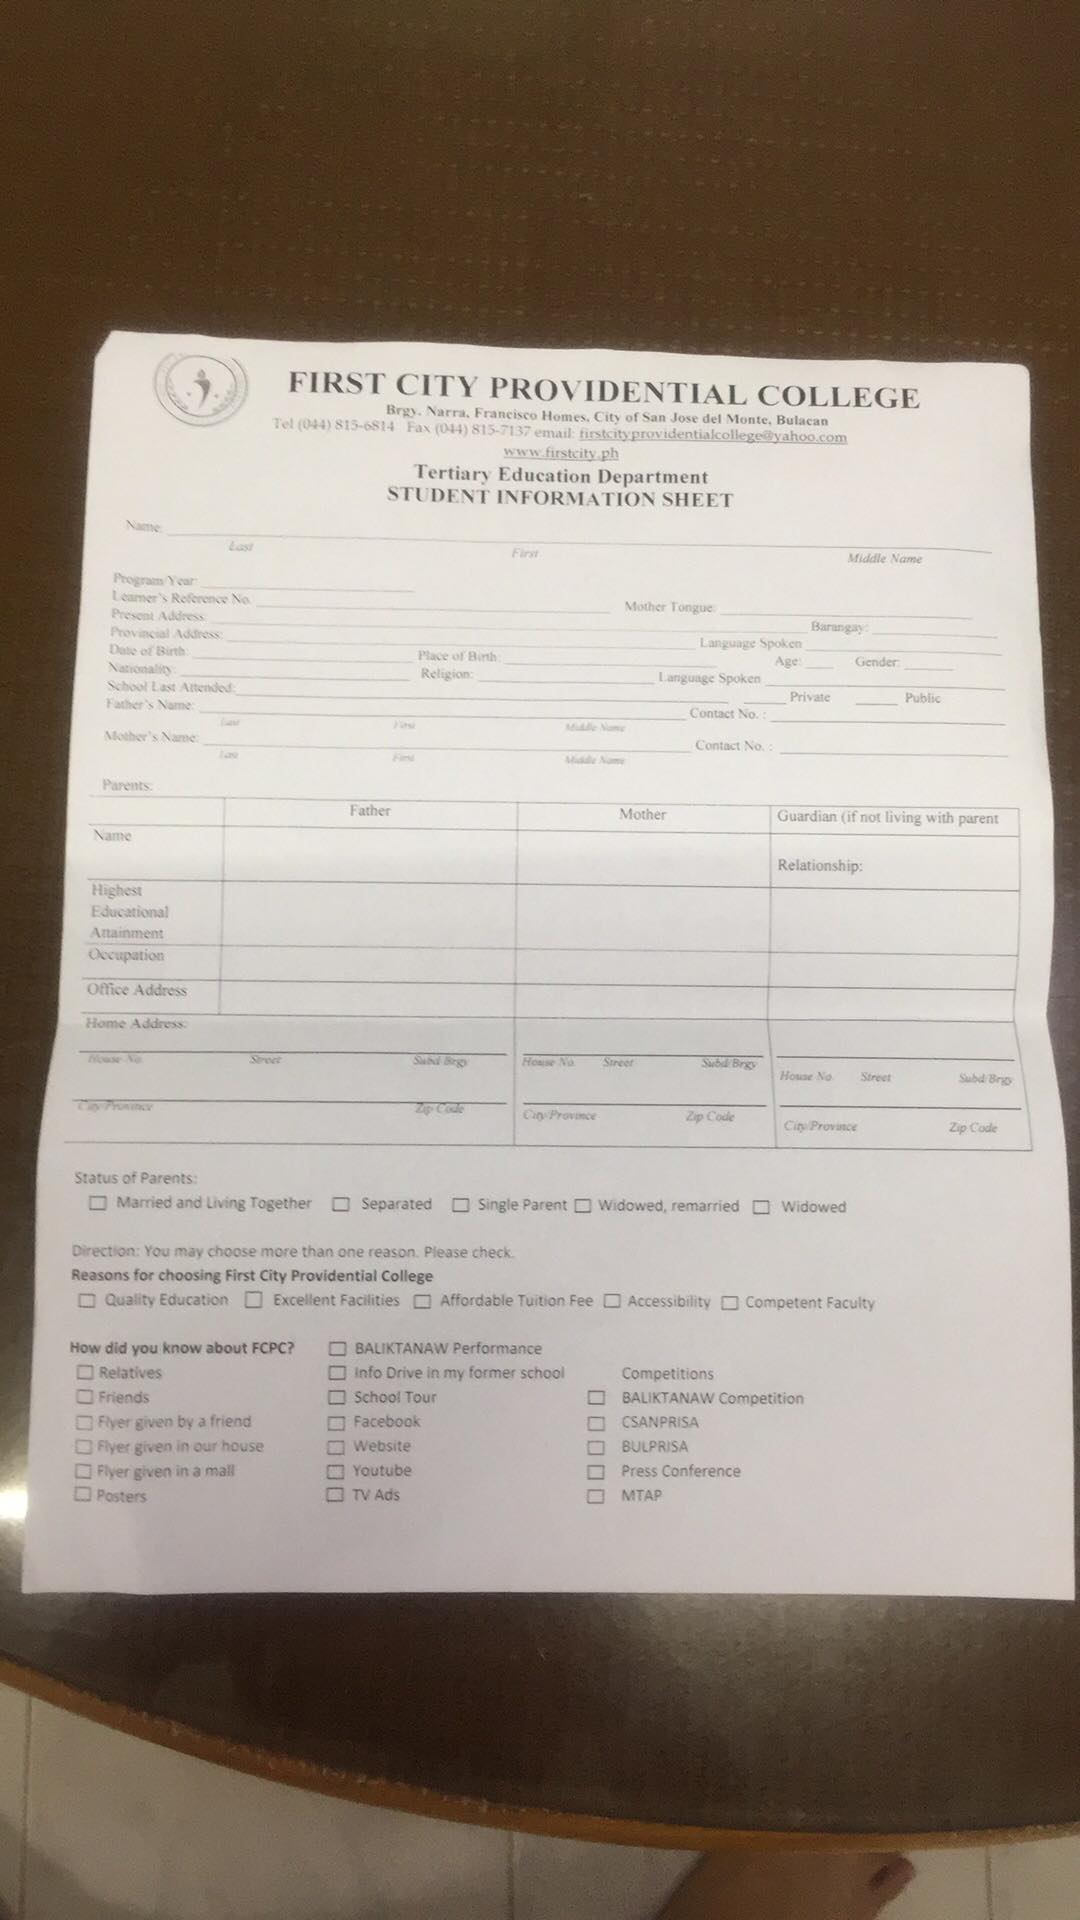 FIRST CITY PROVIDENTIAL COLLEGE
Brgy. Narra, Francisco Homes, City of San Jose del Monte, Bulacan
Tel (044) 815-6814 Fax (044) 815-7137 email: firstcityprovidentialcollege@yahoo.com
www.firstcity.ph
Tertiary Education Department
STUDENT INFORMATION SHEET
Name:
Last First Middle Name
Program/Year:
Learner's Reference No. Mother Tongue:
Present Address: Barangay:
Provincial Address: Language Spoken
Date of Birth: Place of Birth: Age: Gender:
Nationality: Religion: Language Spoken
School Last Attended: Private Public
Father's Name: Contact No. :
Last First Middle Name
Mother's Name: Contact No. :
Last First Middle Name
Parents:
Father Mother Guardian (if not living with parent
Name
Relationship:
Highest
Educational
Attainment
Occupation
Office Address
Home Address:
House No. Street Subd/Brgy House No. Street Subd/Brgy House No. Street Subd/Brgy
City/Province Zip Code City/Province Zip Code City/Province Zip Code
Status of Parents:
Married and Living Together Separated Single Parent Widowed, remarried Widowed
Direction: You may choose more than one reason. Please check.
Reasons for choosing First City Providential College
Quality Education Excellent Facilities Affordable Tuition Fee Accessibility Competent Faculty
How did you know about FCPC? BALIKTANAW Performance
Relatives Info Drive in my former school Competitions
Friends School Tour BALIKTANAW Competition
Flyer given by a friend Facebook CSANPRISA
Flyer given in our house Website BULPRISA
Flyer given in a mall Youtube Press Conference
Posters TV Ads MTAP